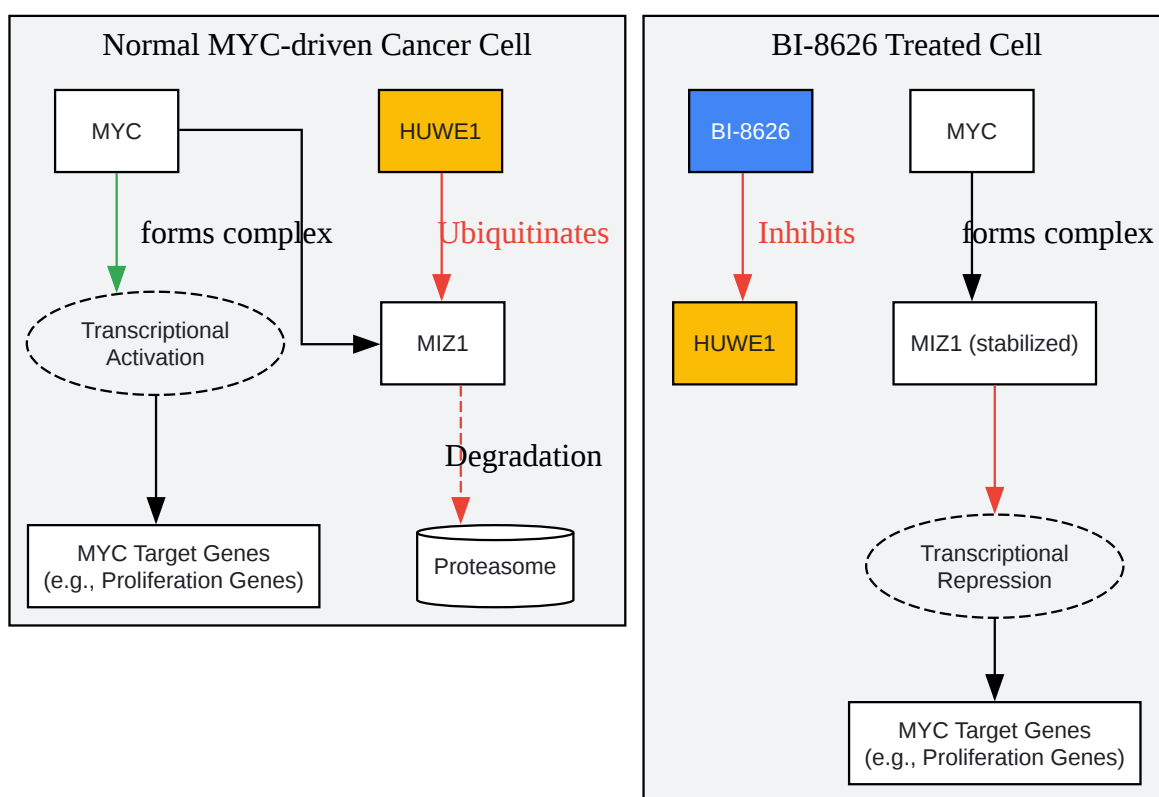 Normal MYC-driven Cancer Cell
MYC
HUWE1
forms complex
Ubiquitinates
Transcriptional
Activation
MIZ1
Degradation
MYC Target Genes
(e.g., Proliferation Genes)
Proteasome
BI-8626 Treated Cell
BI-8626
MYC
Inhibits
forms complex
HUWE1
MIZ1 (stabilized)
Transcriptional
Repression
MYC Target Genes
(e.g., Proliferation Genes)